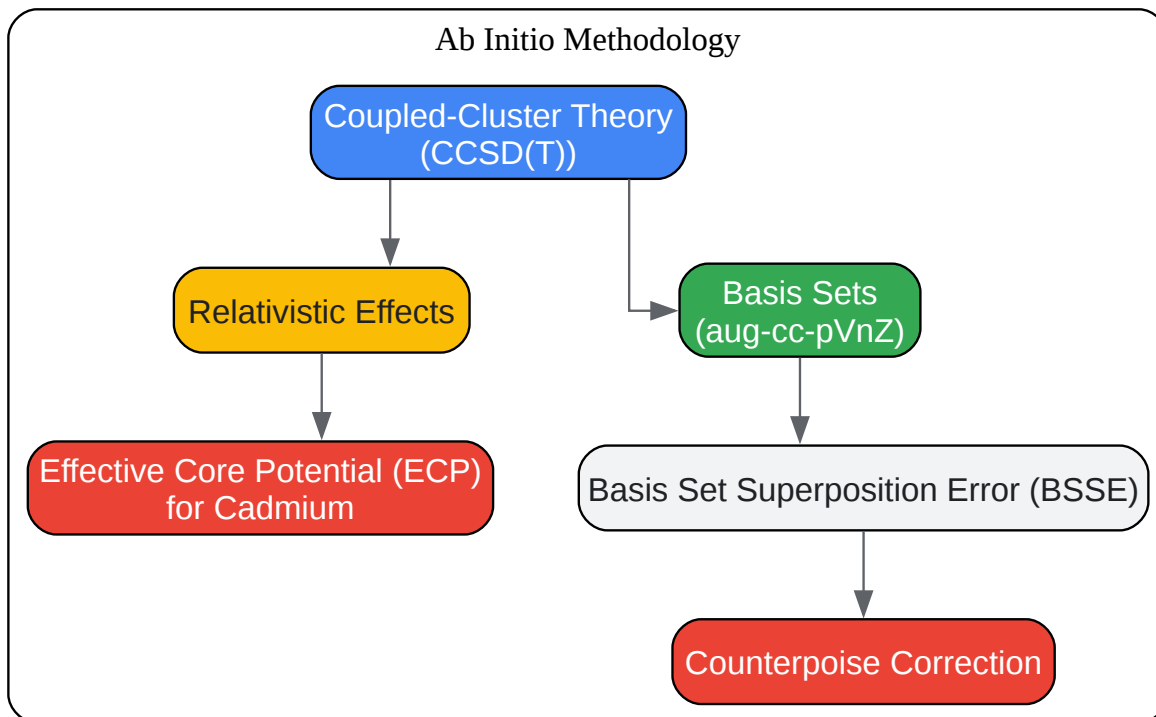 Ab Initio Methodology
Coupled-Cluster Theory
(CCSD(T))
Relativistic Effects
Basis Sets
(aug-cc-pVnZ)
Effective Core Potential (ECP)
for Cadmium
Basis Set Superposition Error (BSSE)
Counterpoise Correction